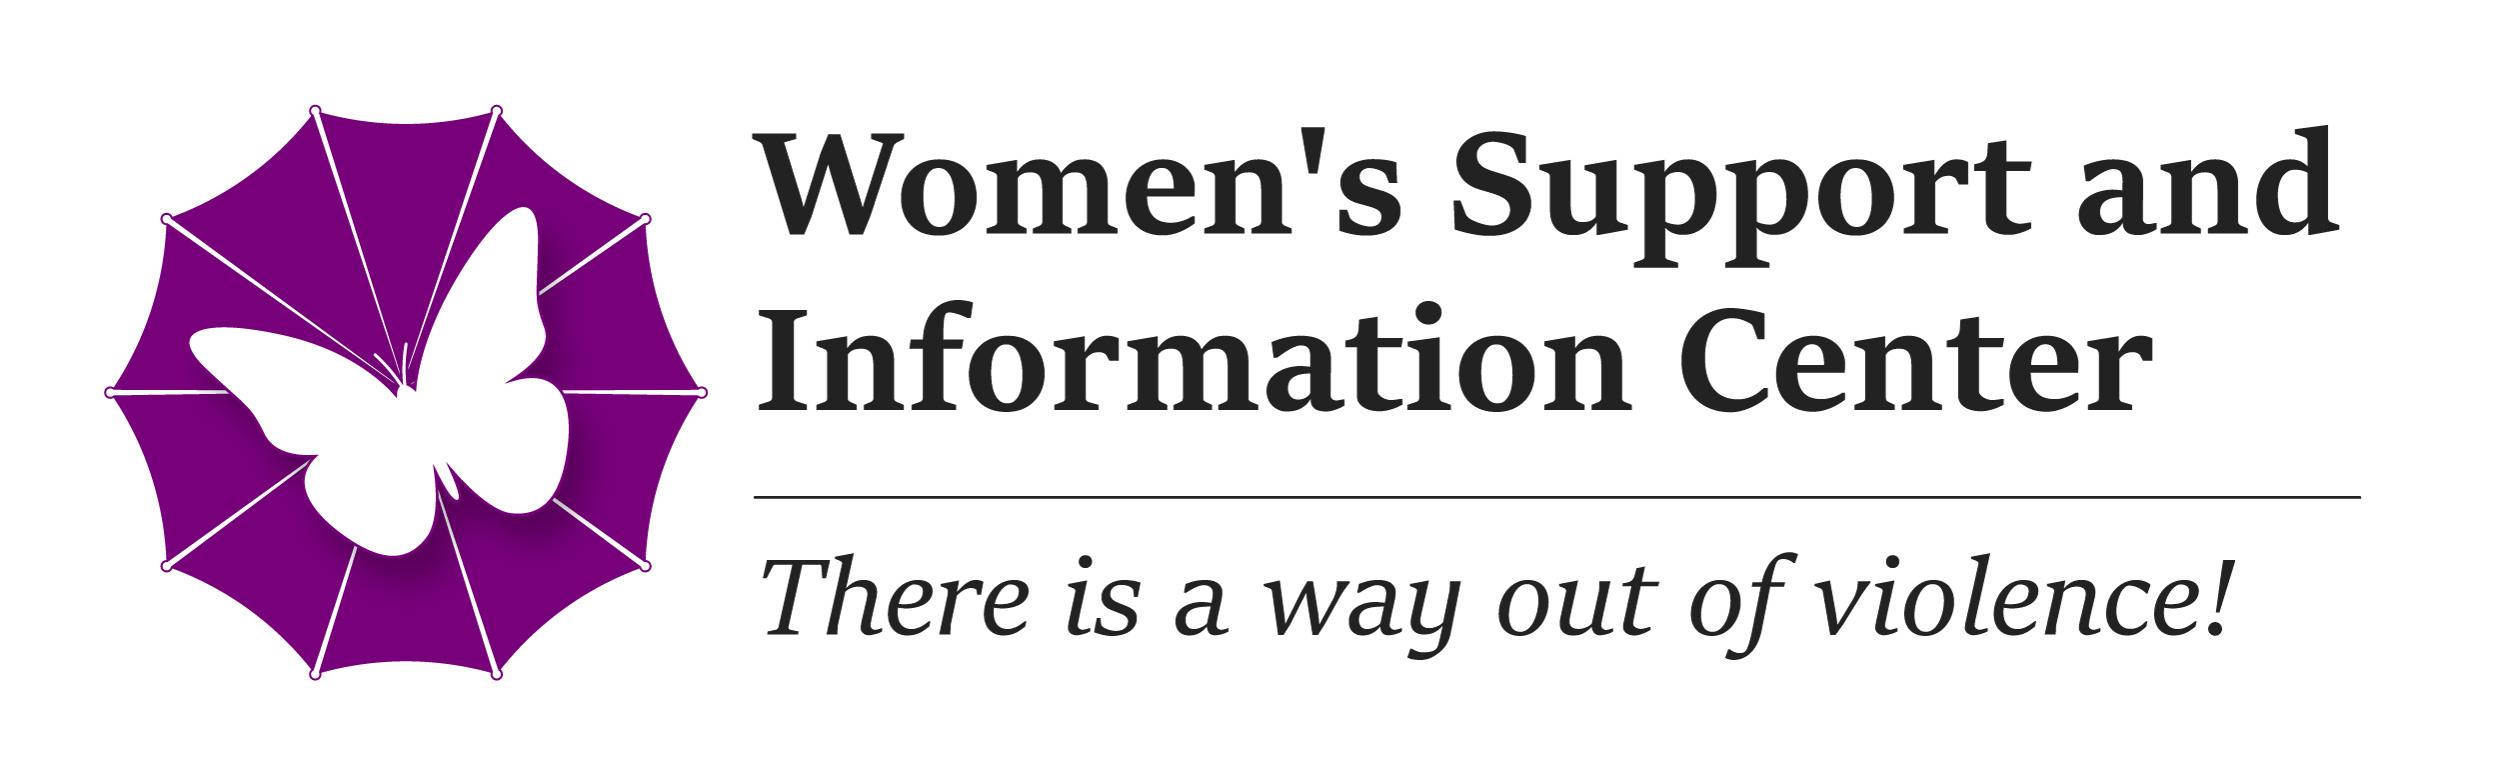 Women's Support and
Information Center
There is a way out of violence!